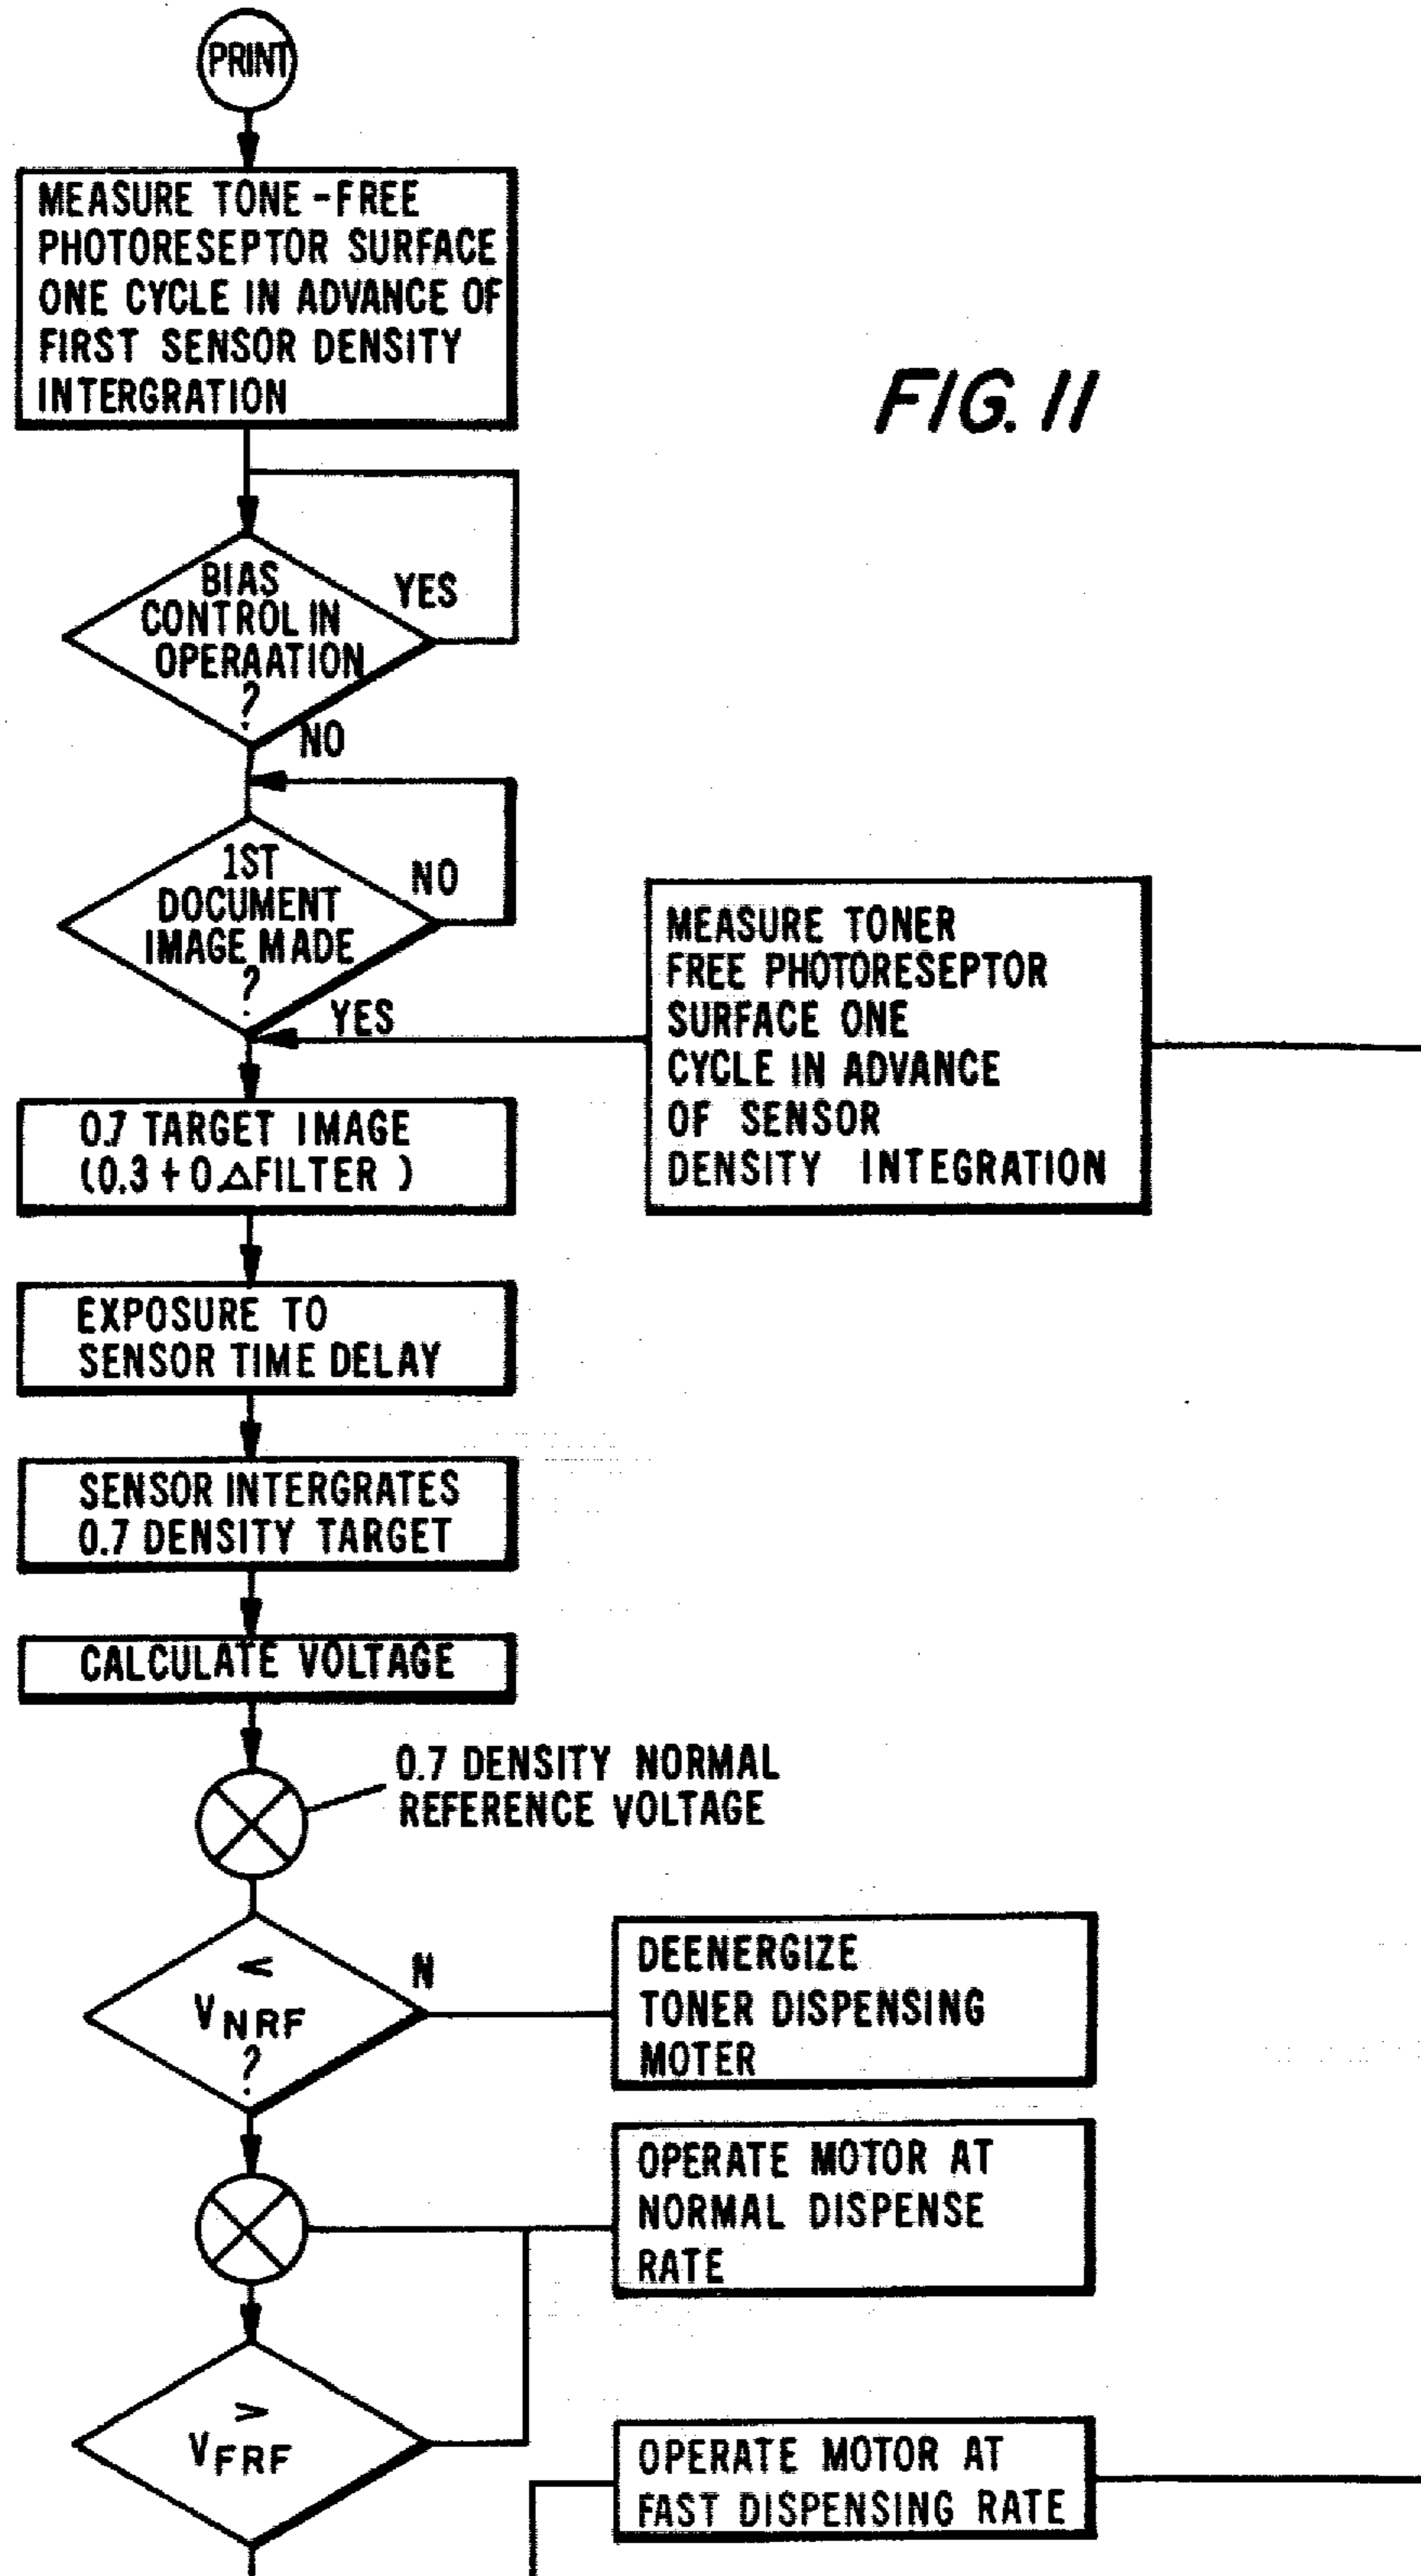 PRINT
MEASURE TONE-FREE
PHOTORESEPTOR SURFACE
ONE CYCLE IN ADVANCE OF
FIRST SENSOR DENSITY
INTERGRATION
FIG. 11
BIAS
CONTROL IN
OPERAATION
?
YES
NO
1ST
DOCUMENT
IMAGE MADE
?
NO
YES
MEASURE TONER
FREE PHOTORESEPTOR
SURFACE ONE
CYCLE IN ADVANCE
OF SENSOR
DENSITY INTEGRATION
0.7 TARGET IMAGE
(0.3 + 0.△FILTER )
EXPOSURE TO
SENSOR TIME DELAY
SENSOR INTERGRATES
0.7 DENSITY TARGET
CALCULATE VOLTAGE
0.7 DENSITY NORMAL
REFERENCE VOLTAGE
<
VNRF
?
N
DEENERGIZE
TONER DISPENSING
MOTER
OPERATE MOTOR AT
NORMAL DISPENSE
RATE
>
VFRF
OPERATE MOTOR AT
FAST DISPENSING RATE